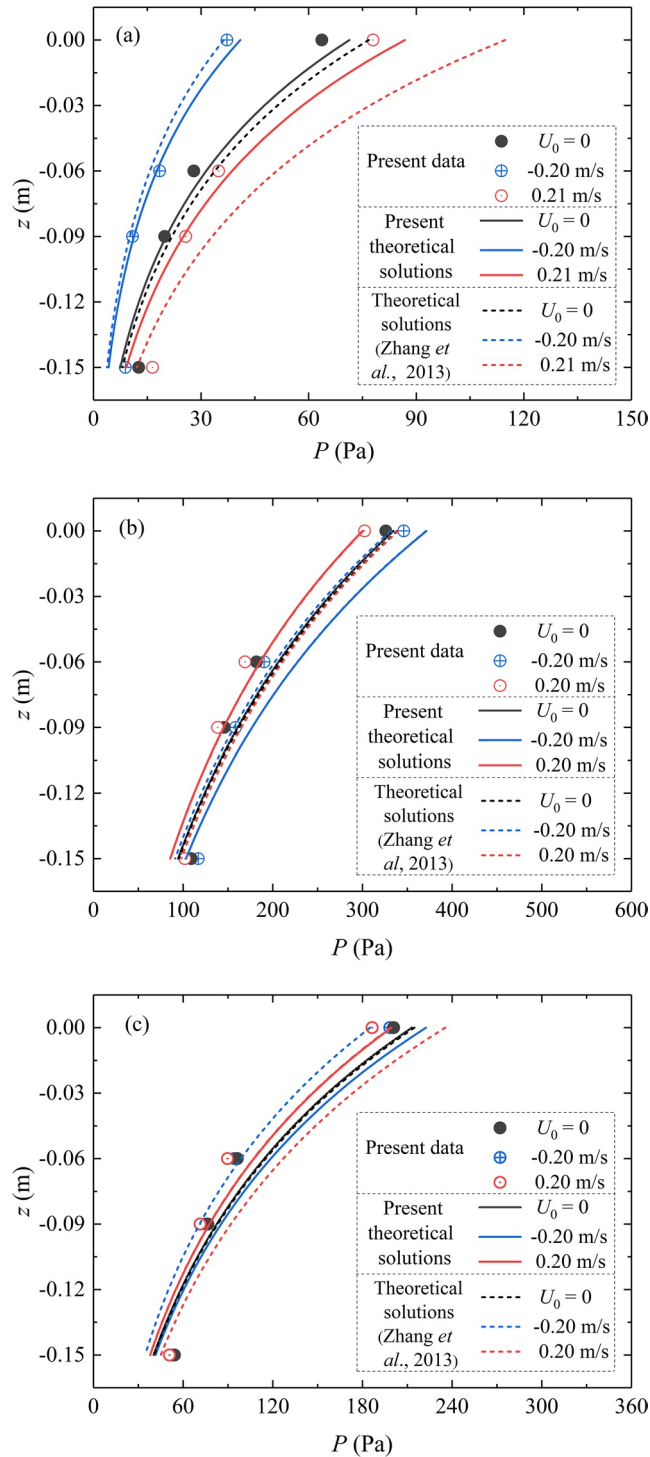 (a)
0.00
-0.03
-0.06
-0.09
-0.12
-0.15
z (m)
0 30 60 90 120 150
P (Pa)
Present data
U0 = 0
-0.20 m/s
0.21 m/s
Present
theoretical
solutions
U0 = 0
-0.20 m/s
0.21 m/s
Theoretical
solutions
(Zhang et
al., 2013)
U0 = 0
-0.20 m/s
0.21 m/s
(b)
0.00
-0.03
-0.06
-0.09
-0.12
-0.15
z (m)
0 100 200 300 400 500 600
P (Pa)
Present data
U0 = 0
-0.20 m/s
0.20 m/s
Present
theoretical
solutions
U0 = 0
-0.20 m/s
0.20 m/s
Theoretical
solutions
(Zhang et
al, 2013)
U0 = 0
-0.20 m/s
0.20 m/s
(c)
0.00
-0.03
-0.06
-0.09
-0.12
-0.15
z (m)
0 60 120 180 240 300 360
P (Pa)
Present data
U0 = 0
-0.20 m/s
0.20 m/s
Present
theoretical
solutions
U0 = 0
-0.20 m/s
0.20 m/s
Theoretical
solutions
(Zhang et
al., 2013)
U0 = 0
-0.20 m/s
0.20 m/s